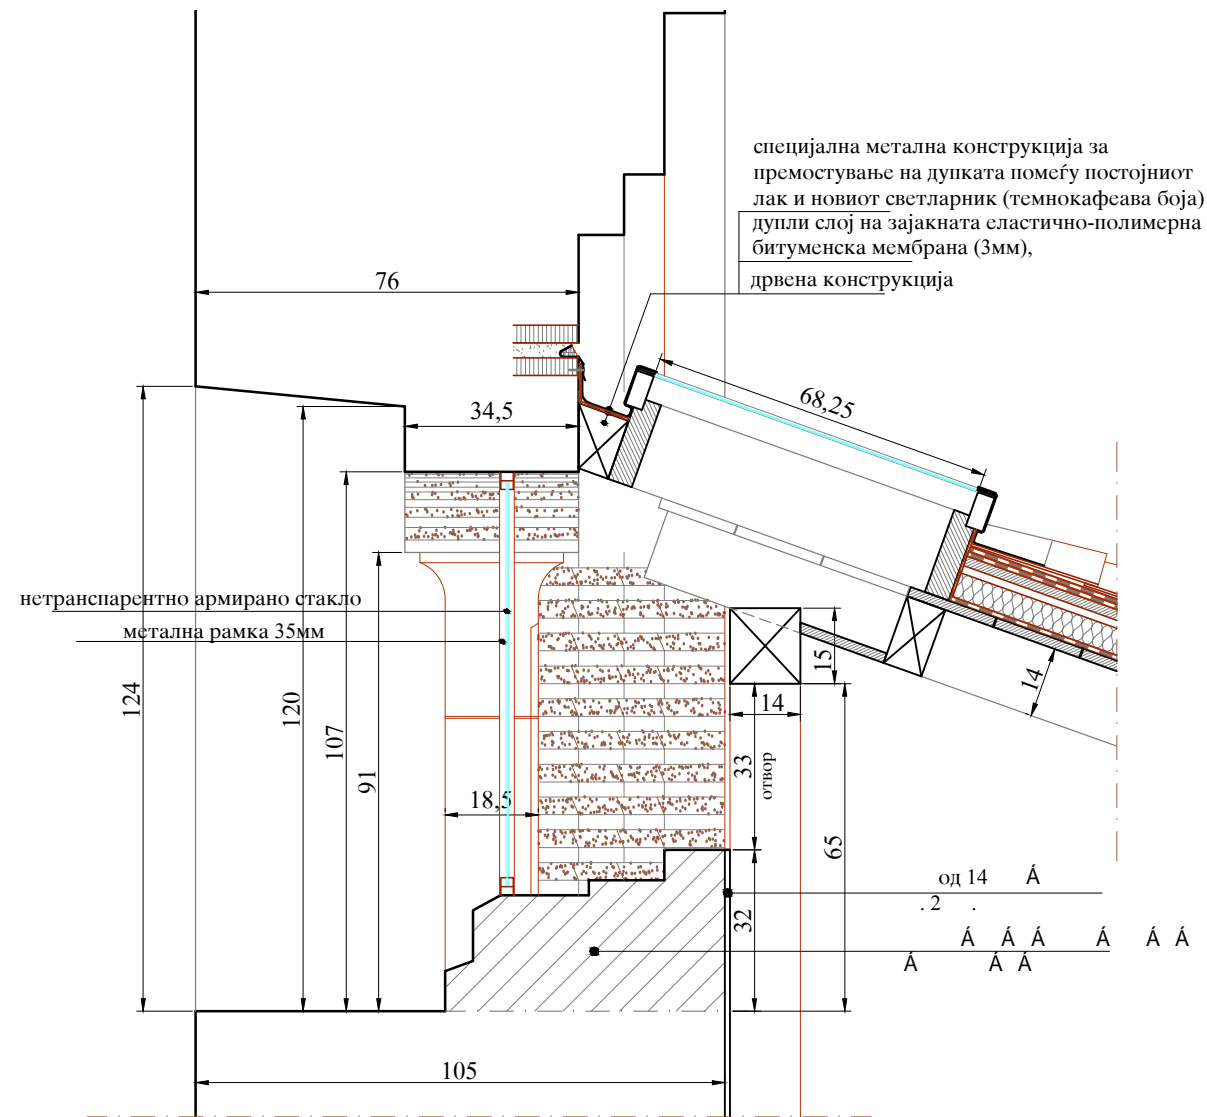 специјална метална конструкција за
премостување на дупката помеѓу постојниот
лак и новиот светларник (темнокафеава боја)
дупли слој на зајакната еластично-полимерна
битуменска мембрана (3мм),
дрвена конструкција
76
68,25
34,5
нетранспарентно армирано стакло
метална рамка 35мм
124
120
107
91
15
14
14
33
отвор
18,5
65
32
од 14 Á
. 2 .
Á Á Á Á Á Á
Á Á Á
105